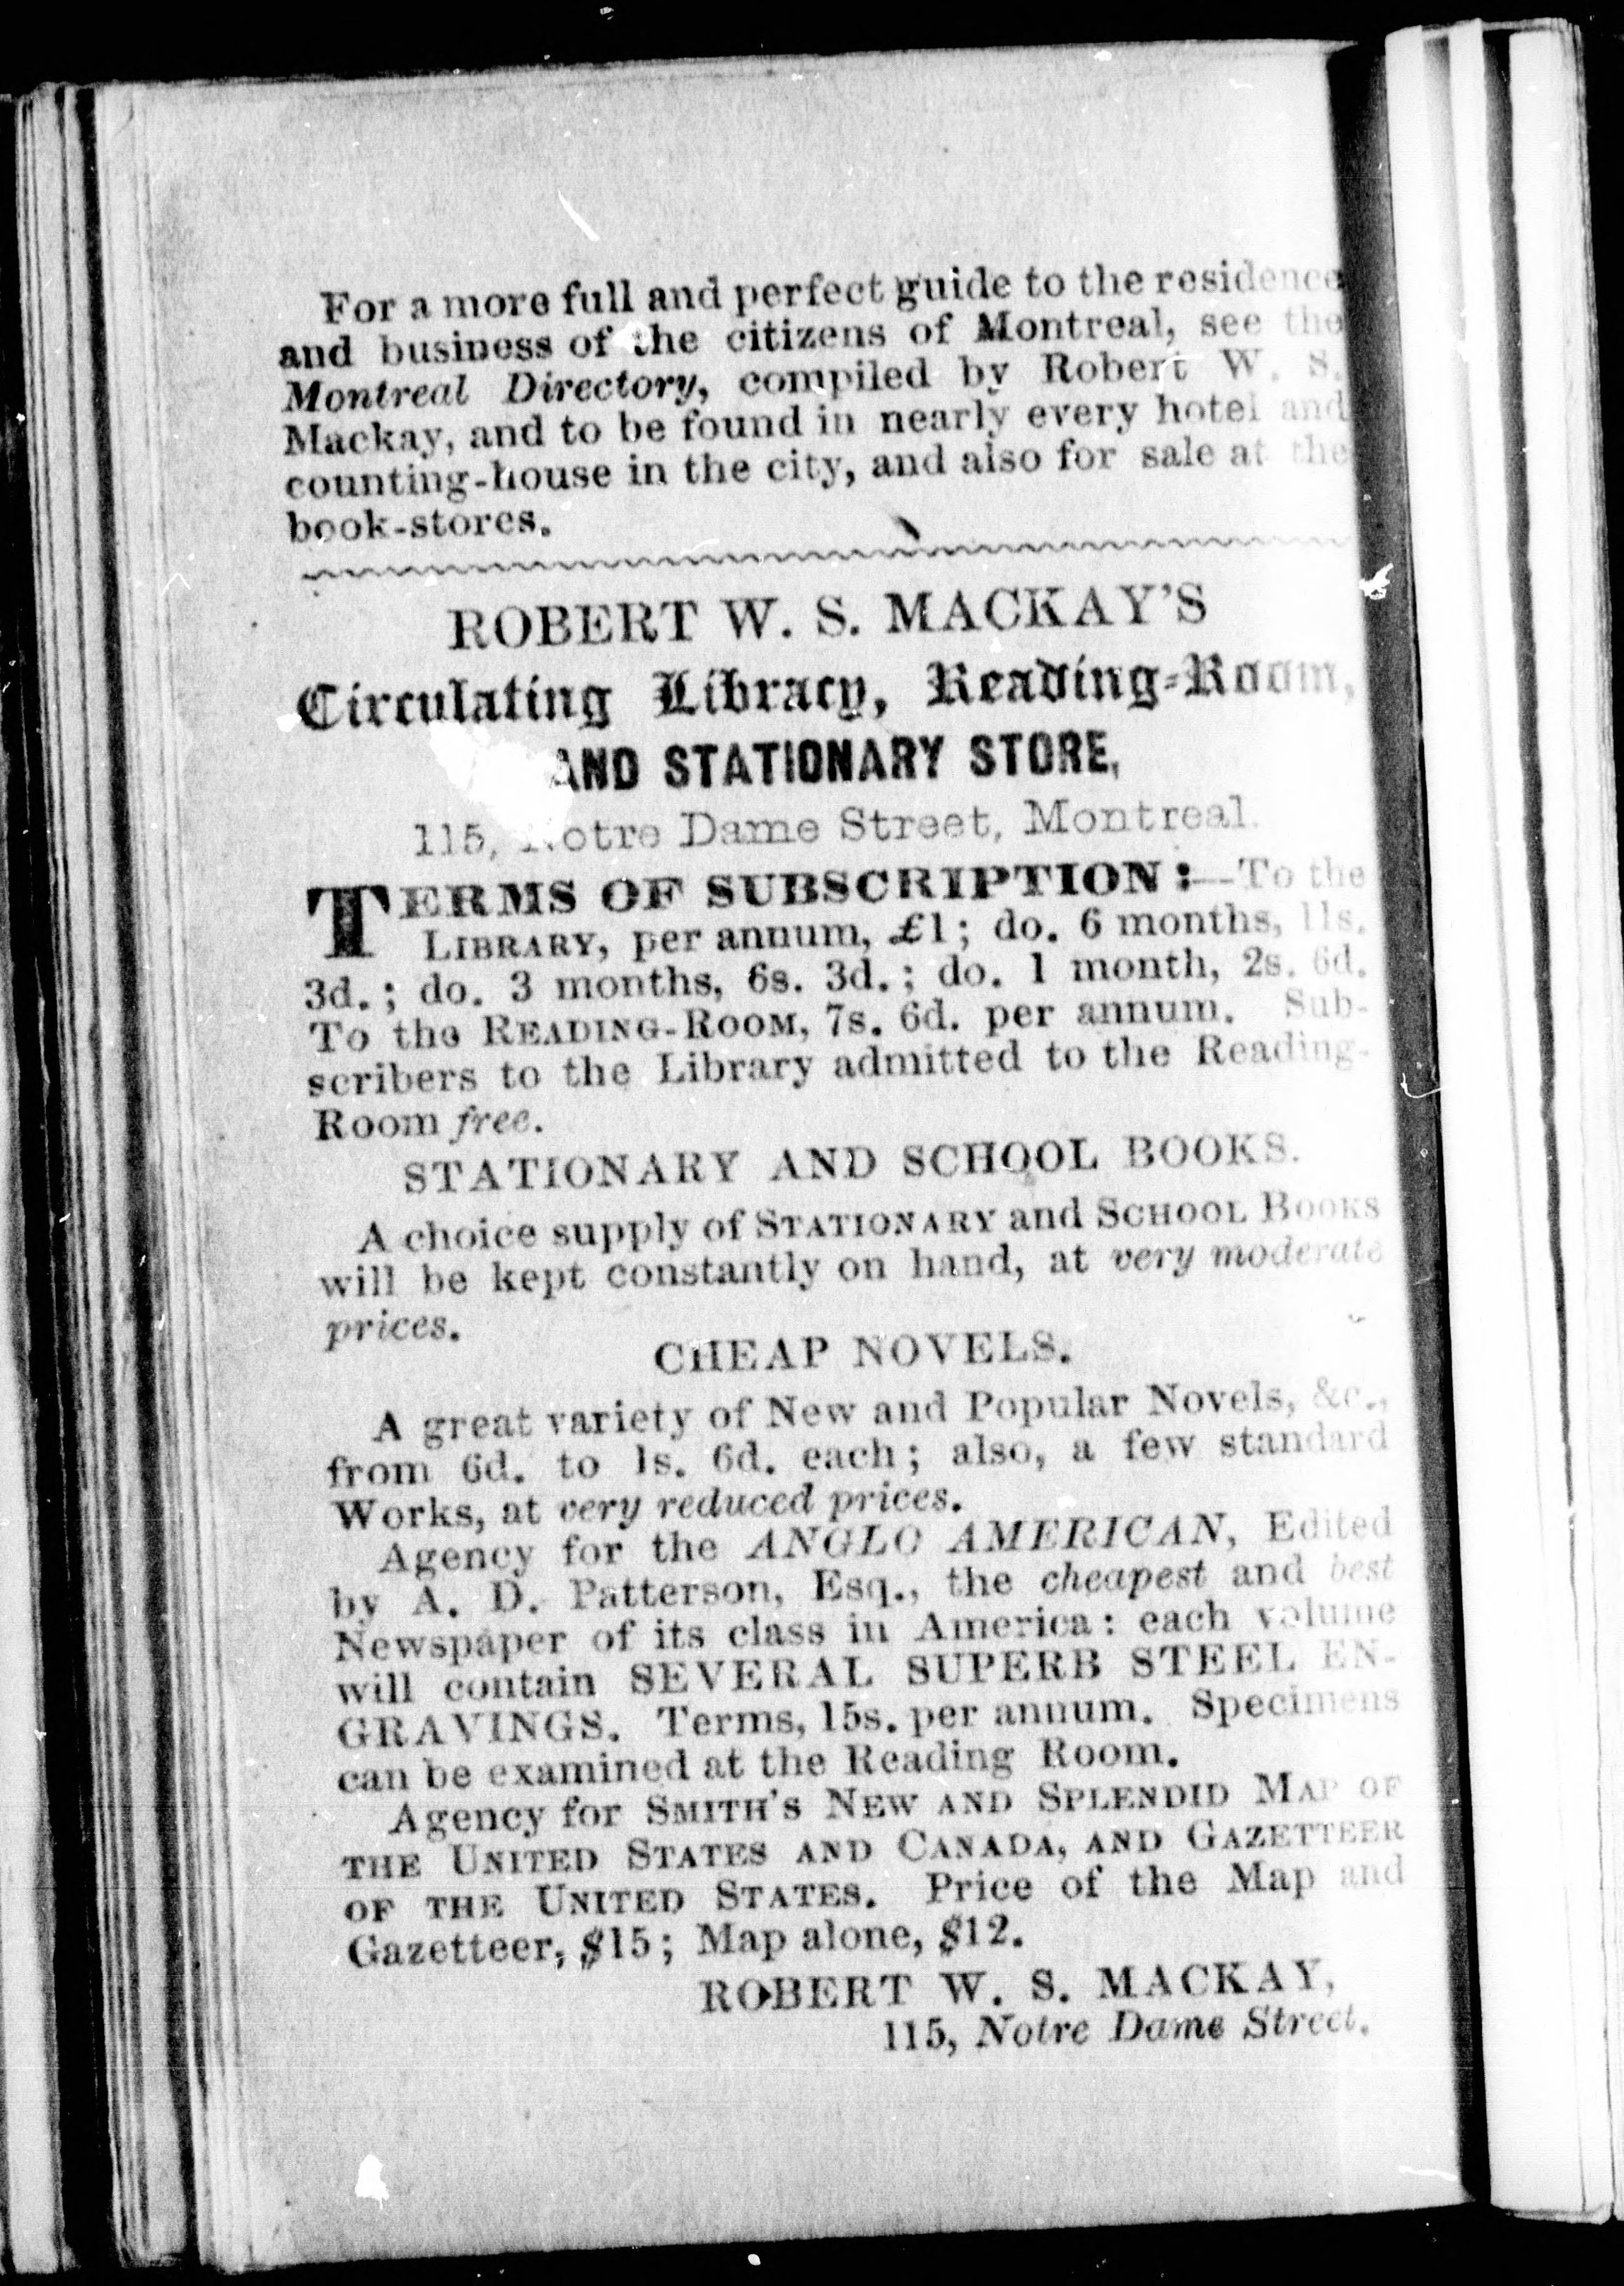 For a more full and perfect guide to the residence
and business of the citizens of Montreal, see the
Montreal Directory, compiled by Robert W. S.
Mackay, and to be found in nearly every hotel and
counting-house in the city, and also for sale at the
book-stores.
ROBERT W. S. MACKAY'S
Circulating Library, Reading-Room,
AND STATIONARY STORE,
115, Notre Dame Street, Montreal.
TERMS OF SUBSCRIPTION:—To the
LIBRARY, per annum, £1; do. 6 months, 11s.
3d.; do. 3 months, 6s. 3d.; do. 1 month, 2s. 6d.
To the READING-ROOM, 7s. 6d. per annum. Sub-
scribers to the Library admitted to the Reading-
Room free.
STATIONARY AND SCHOOL BOOKS.
A choice supply of STATIONARY and SCHOOL BOOKS
will be kept constantly on hand, at very moderate
prices.
CHEAP NOVELS.
A great variety of New and Popular Novels, &c.,
from 6d. to 1s. 6d. each; also, a few standard
Works, at very reduced prices.
Agency for the ANGLO AMERICAN, Edited
by A. D. Patterson, Esq., the cheapest and best
Newspaper of its class in America: each volume
will contain SEVERAL SUPERB STEEL EN-
GRAVINGS. Terms, 15s. per annum. Specimens
can be examined at the Reading Room.
Agency for SMITH'S NEW AND SPLENDID MAP OF
THE UNITED STATES AND CANADA, AND GAZETTEER
OF THE UNITED STATES. Price of the Map and
Gazetteer, $15; Map alone, $12.
ROBERT W. S. MACKAY,
115, Notre Dame Street.